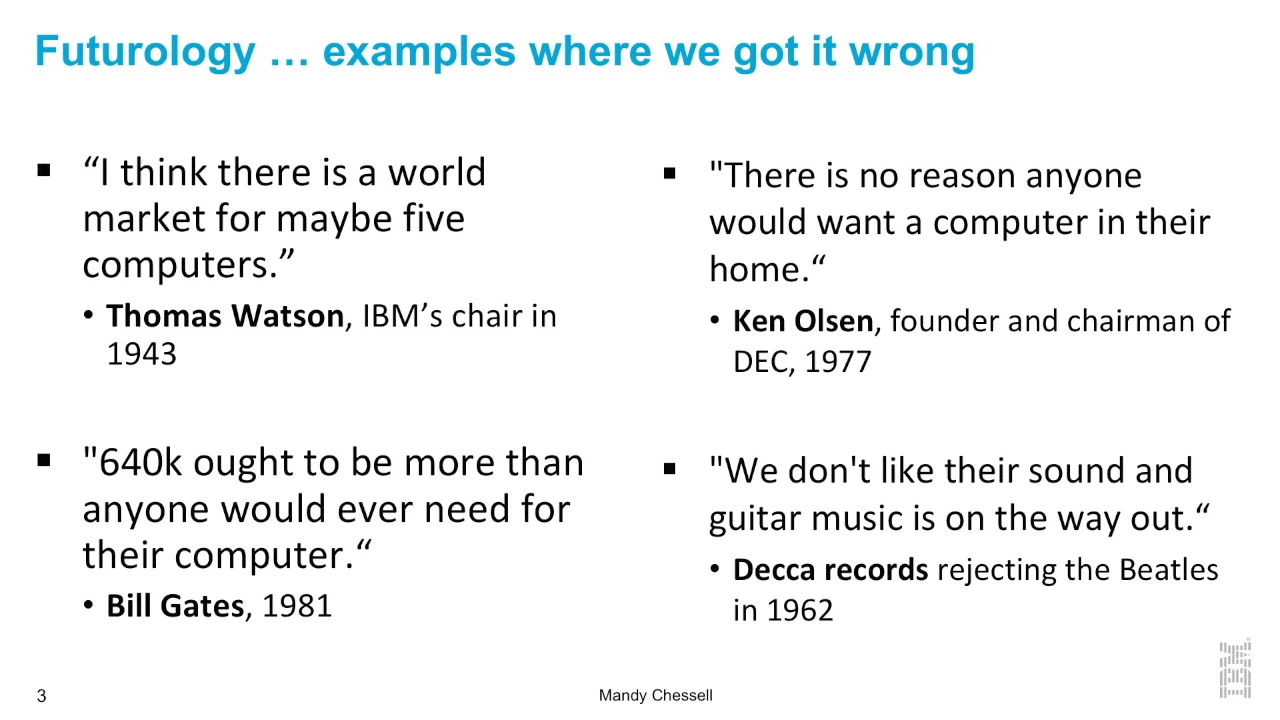 Futurology … examples where we got it wrong
▪ “I think there is a world
market for maybe five
computers.”
• Thomas Watson, IBM’s chair in
1943
▪ "640k ought to be more than
anyone would ever need for
their computer.“
• Bill Gates, 1981
▪ "There is no reason anyone
would want a computer in their
home.“
• Ken Olsen, founder and chairman of
DEC, 1977
▪ "We don't like their sound and
guitar music is on the way out.“
• Decca records rejecting the Beatles
in 1962
3
Mandy Chessell
IBM